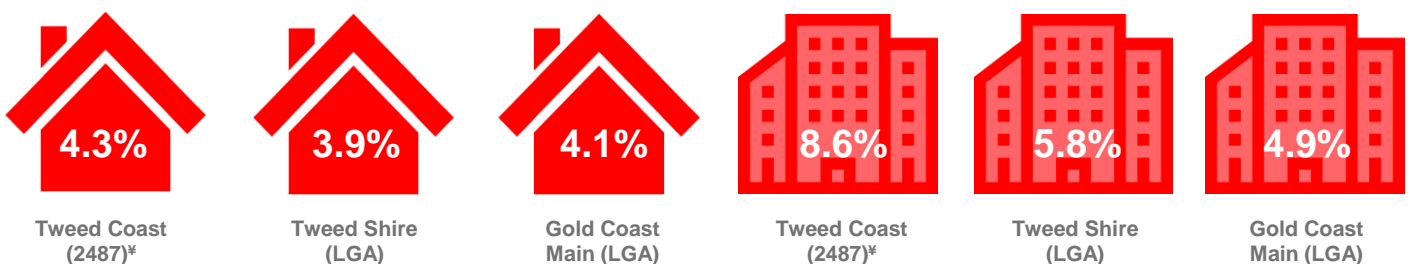 4.3%
3.9%
4.1%
8.6%
5.8%
4.9%
Tweed Coast
(2487)¥
Tweed Shire
(LGA)
Gold Coast
Main (LGA)
Tweed Coast
(2487)¥
Tweed Shire
(LGA)
Gold Coast
Main (LGA)